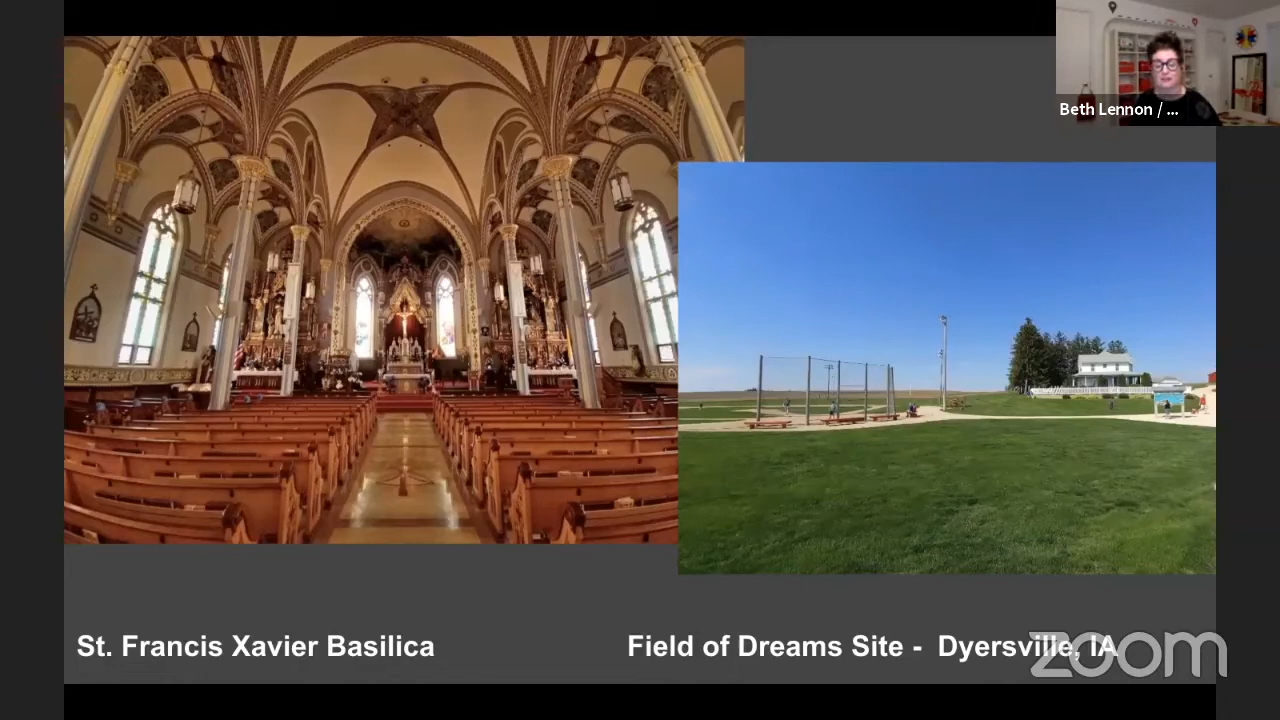 Beth Lennon / ...
St. Francis Xavier Basilica
Field of Dreams Site - Dyersville, IA
zoom